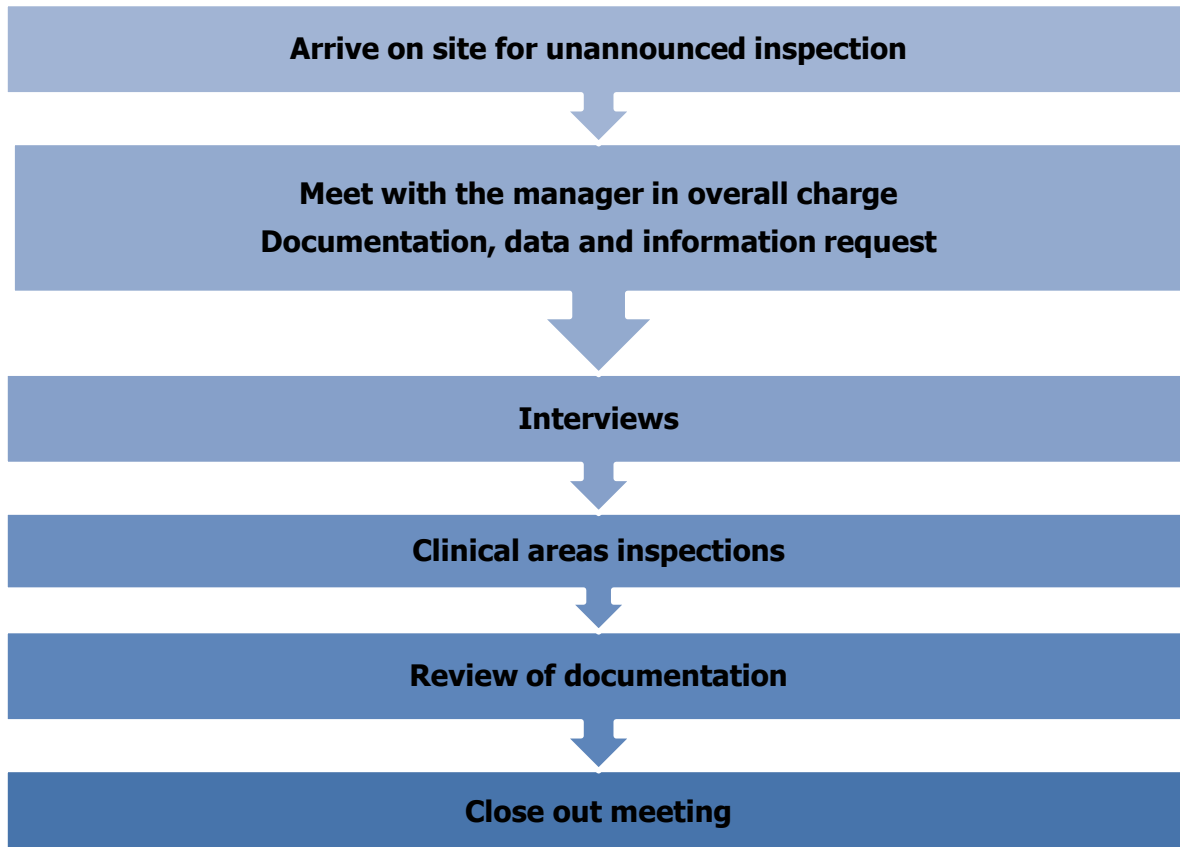 Arrive on site for unannounced inspection
Meet with the manager in overall charge
Documentation, data and information request
Interviews
Clinical areas inspections
Review of documentation
Close out meeting